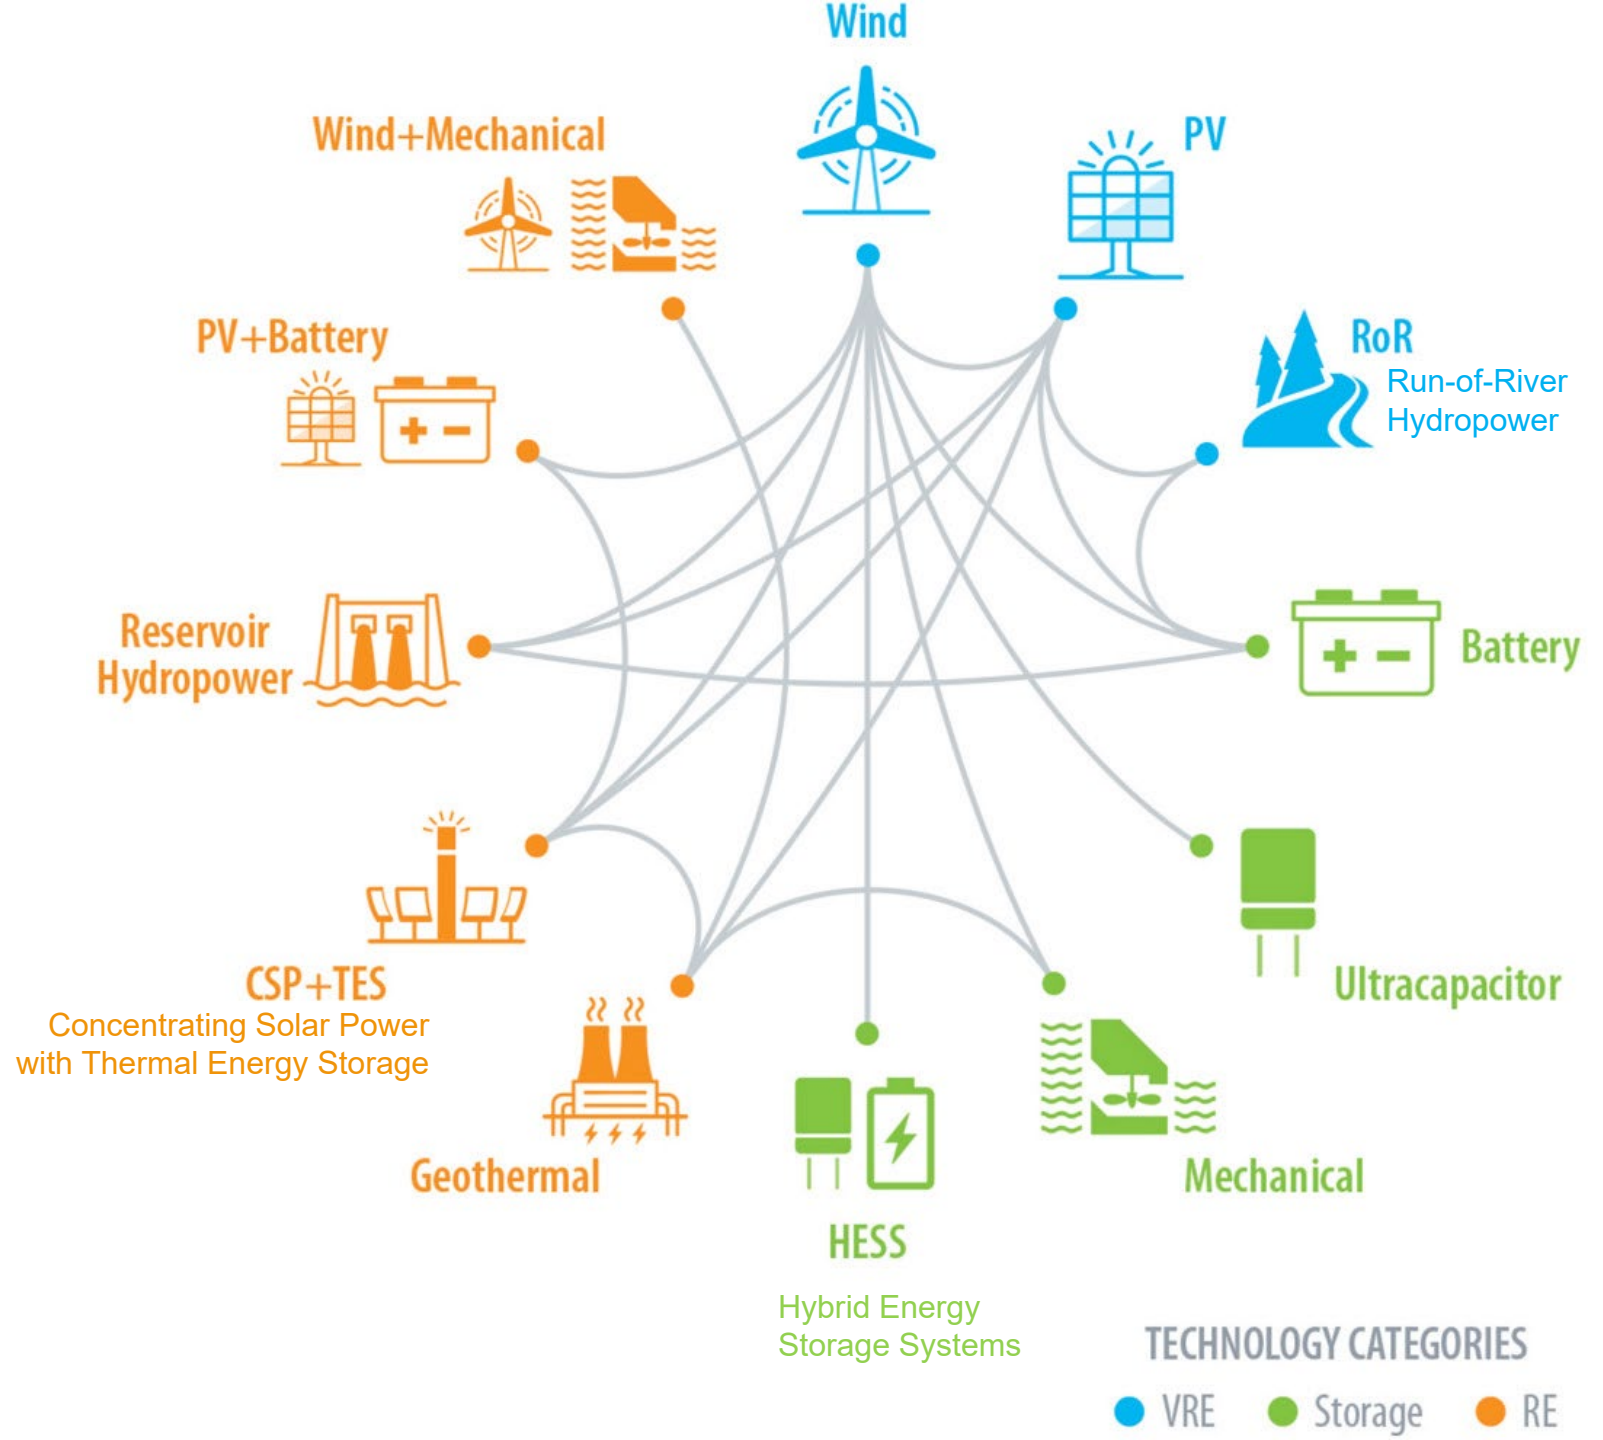 Wind
Wind+Mechanical
PV
PV+Battery
RoR
Run-of-River
Hydropower
Reservoir
Hydropower
Battery
CSP+TES
Concentrating Solar Power
with Thermal Energy Storage
Ultracapacitor
Geothermal
Mechanical
HESS
Hybrid Energy
Storage Systems
TECHNOLOGY CATEGORIES
VRE Storage RE